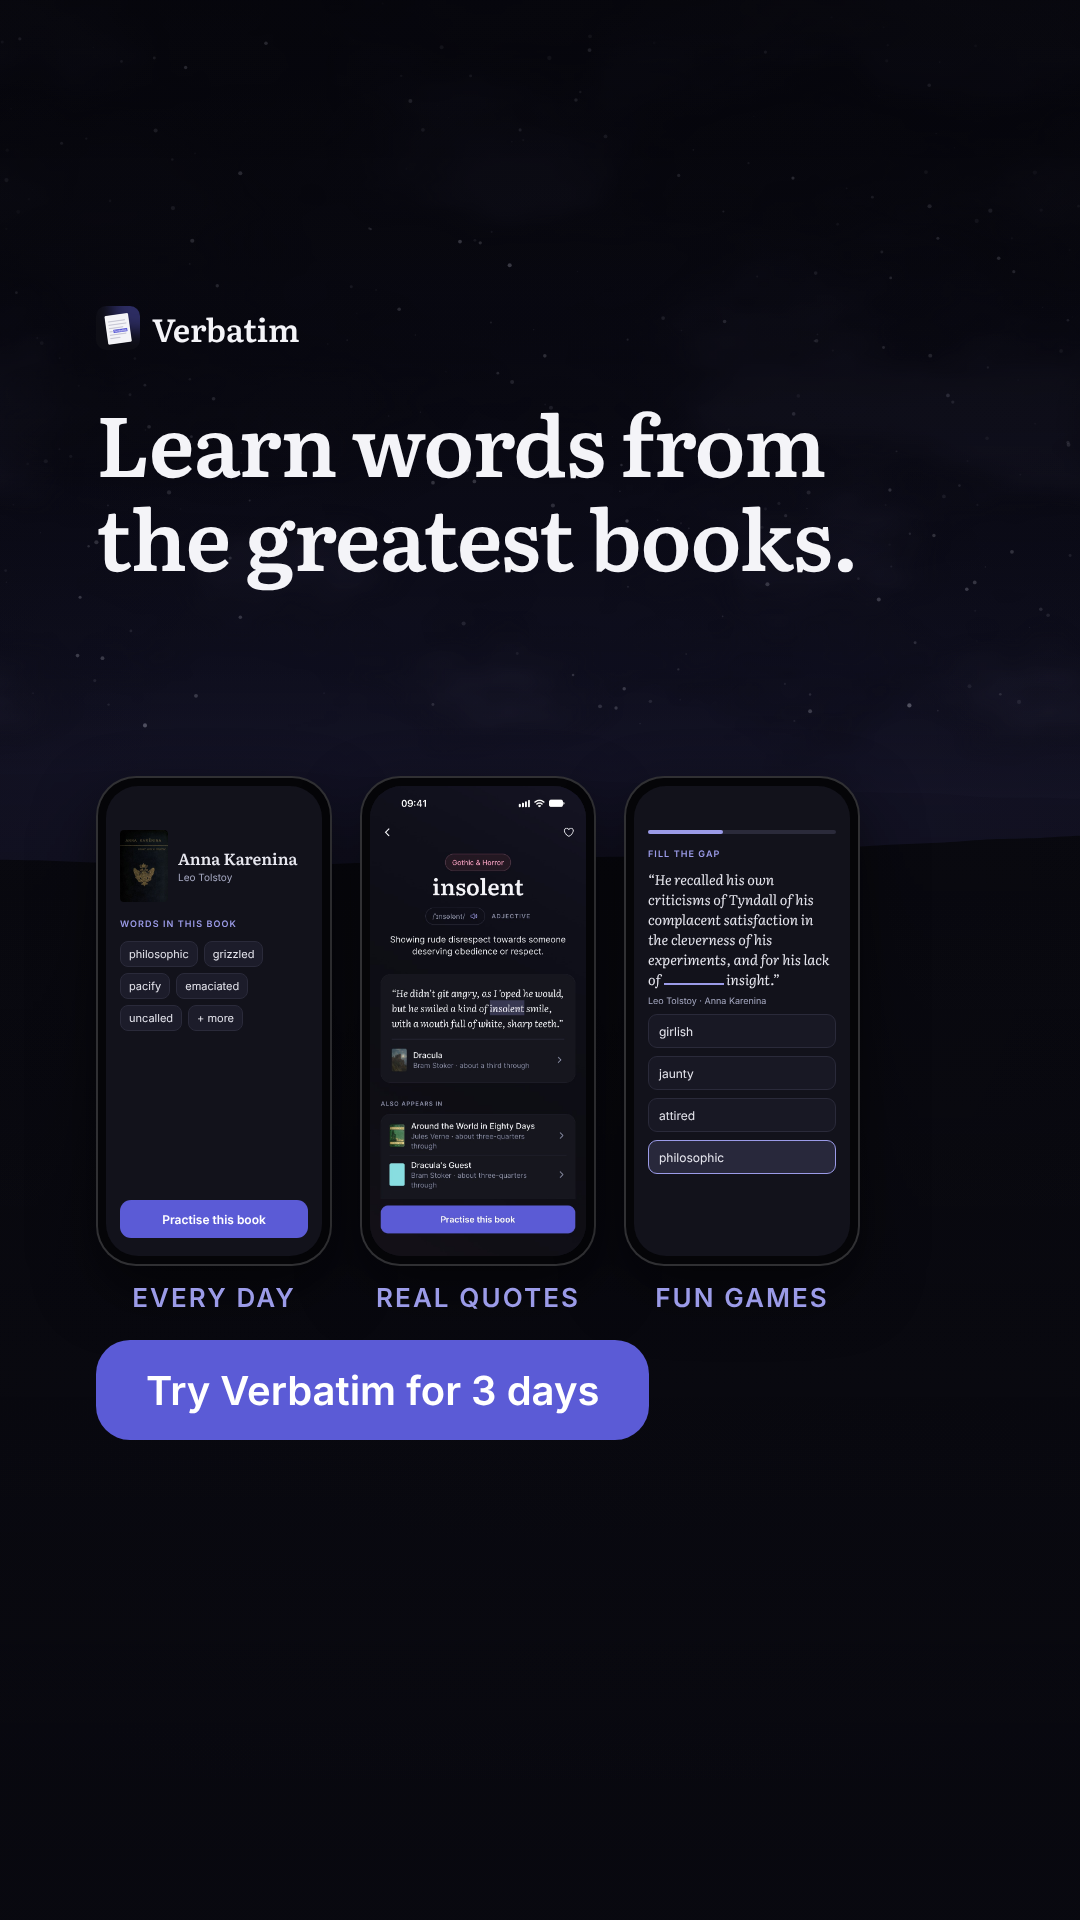 Verbatim
Learn words from
the greatest books.
Anna Karenina
Leo Tolstoy
WORDS IN THIS BOOK
philosophic
grizzled
pacify
emaciated
uncalled
+ more
Practise this book
EVERY DAY
09:41
Gothic & Horror
insolent
/ˈɪnsələnt/
ADJECTIVE
Showing rude disrespect towards someone
deserving obedience or respect.
“He didn’t git angry, as I ’oped he would,
but he smiled a kind of insolent smile,
with a mouth full of white, sharp teeth.”
Dracula
Bram Stoker · about a third through
ALSO APPEARS IN
Around the World in Eighty Days
Jules Verne · about three-quarters
through
Dracula's Guest
Bram Stoker · about three-quarters
through
Practise this book
REAL QUOTES
FILL THE GAP
“He recalled his own
criticisms of Tyndall of his
complacent satisfaction in
the cleverness of his
experiments, and for his lack
of ______ insight.”
Leo Tolstoy · Anna Karenina
girlish
jaunty
attired
philosophic
FUN GAMES
Try Verbatim for 3 days